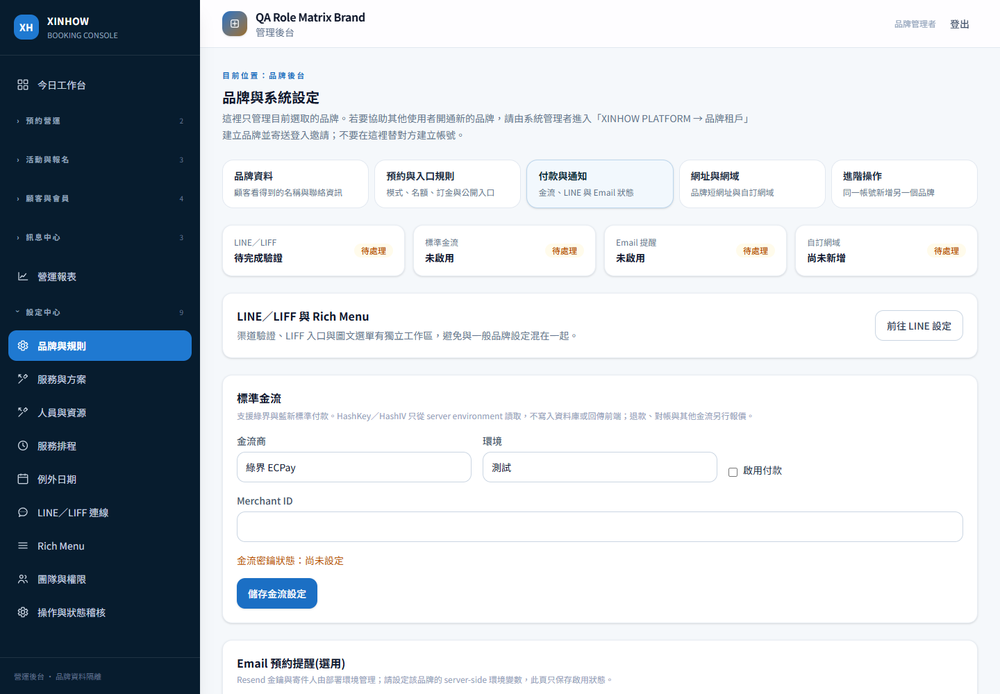 XH
XINHOW
BOOKING CONSOLE
今日工作台
預約營運 2
活動與報名 3
顧客與會員 4
訊息中心 3
營運報表
設定中心 9
品牌與規則
服務與方案
人員與資源
服務排程
例外日期
LINE／LIFF 連線
Rich Menu
團隊與權限
操作與狀態稽核
營運後台・品牌資料隔離
QA Role Matrix Brand
管理後台
品牌管理者
登出
目前位置：品牌後台
品牌與系統設定
這裡只管理目前選取的品牌。若要協助其他使用者開通新的品牌，請由系統管理者進入「XINHOW PLATFORM → 品牌租戶」
建立品牌並寄送登入邀請；不要在這裡替對方建立帳號。
品牌資料
顧客看得到的名稱與聯絡資訊
預約與入口規則
模式、名額、訂金與公開入口
付款與通知
金流、LINE 與 Email 狀態
網址與網域
品牌短網址與自訂網域
進階操作
同一帳號新增另一個品牌
LINE／LIFF
待完成驗證
待處理
標準金流
未啟用
待處理
Email 提醒
未啟用
待處理
自訂網域
尚未新增
待處理
LINE／LIFF 與 Rich Menu
渠道驗證、LIFF 入口與圖文選單有獨立工作區，避免與一般品牌設定混在一起。
前往 LINE 設定
標準金流
支援綠界與藍新標準付款。HashKey／HashIV 只從 server environment 讀取，不寫入資料庫或回傳前端；退款、對帳與其他金流另行報價。
金流商
綠界 ECPay
環境
測試
啟用付款
Merchant ID
金流密鑰狀態：尚未設定
儲存金流設定
Email 預約提醒(選用)
Resend 金鑰與寄件人由部署環境管理；請設定該品牌的 server-side 環境變數，此頁只保存啟用狀態。